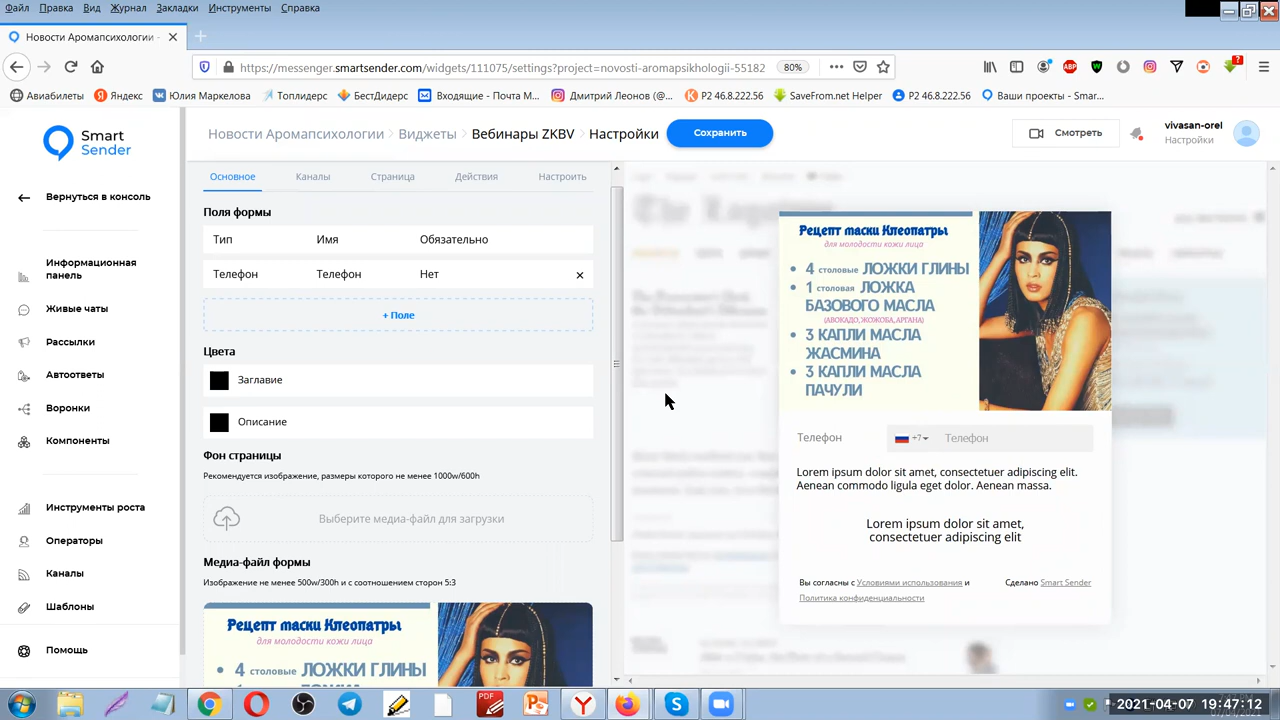 Файл Правка Вид Журнал Закладки Инструменты Справка
Новости Аромапсихологии -
https://messenger.smartsender.com/widgets/111075/settings?project=novosti-aromapsikhologii-55182
80%
Авиабилеты Яндекс Юлия Маркелова Топлидерс БестДидерс Входящие - Почта M... Дмитрий Леонов (@... P2 46.8.222.56 SaveFrom.net Helper P2 46.8.222.56 Ваши проекты - Smar...
Smart
Sender
Новости Аромапсихологии
Виджеты
Вебинары ZKBV
Настройки
Сохранить
Смотреть
vivasan-orel
Настройки
Вернуться в консоль
Информационная
панель
Живые чаты
Рассылки
Автоответы
Воронки
Компоненты
Инструменты роста
Операторы
Каналы
Шаблоны
Помощь
Основное Каналы Страница Действия Настроить
Поля формы
Тип Имя Обязательно
Телефон Телефон Нет
+ Поле
Цвета
Заглавие
Описание
Фон страницы
Рекомендуется изображение, размеры которого не менее 1000w/600h
Выберите медиа-файл для загрузки
Медиа-файл формы
Изображение не менее 500w/300h и с соотношением сторон 5:3
Рецепт маски Клеопатры
для молодости кожи лица
4 столовые ЛОЖКИ ГЛИНЫ
Рецепт маски Клеопатры
для молодости кожи лица
4 столовые ЛОЖКИ ГЛИНЫ
1 столовая ЛОЖКА
БАЗОВОГО МАСЛА
(АВОКАДО, ЖОЖОБА, АРГАНА)
3 КАПЛИ МАСЛА
ЖАСМИНА
3 КАПЛИ МАСЛА
ПАЧУЛИ
Телефон +7 Телефон
Lorem ipsum dolor sit amet, consectetuer adipiscing elit.
Aenean commodo ligula eget dolor. Aenean massa.
Lorem ipsum dolor sit amet,
consectetuer adipiscing elit
Вы согласны с Условиями использования и
Политика конфиденциальности
Сделано Smart Sender
2021-04-07 19:47:12